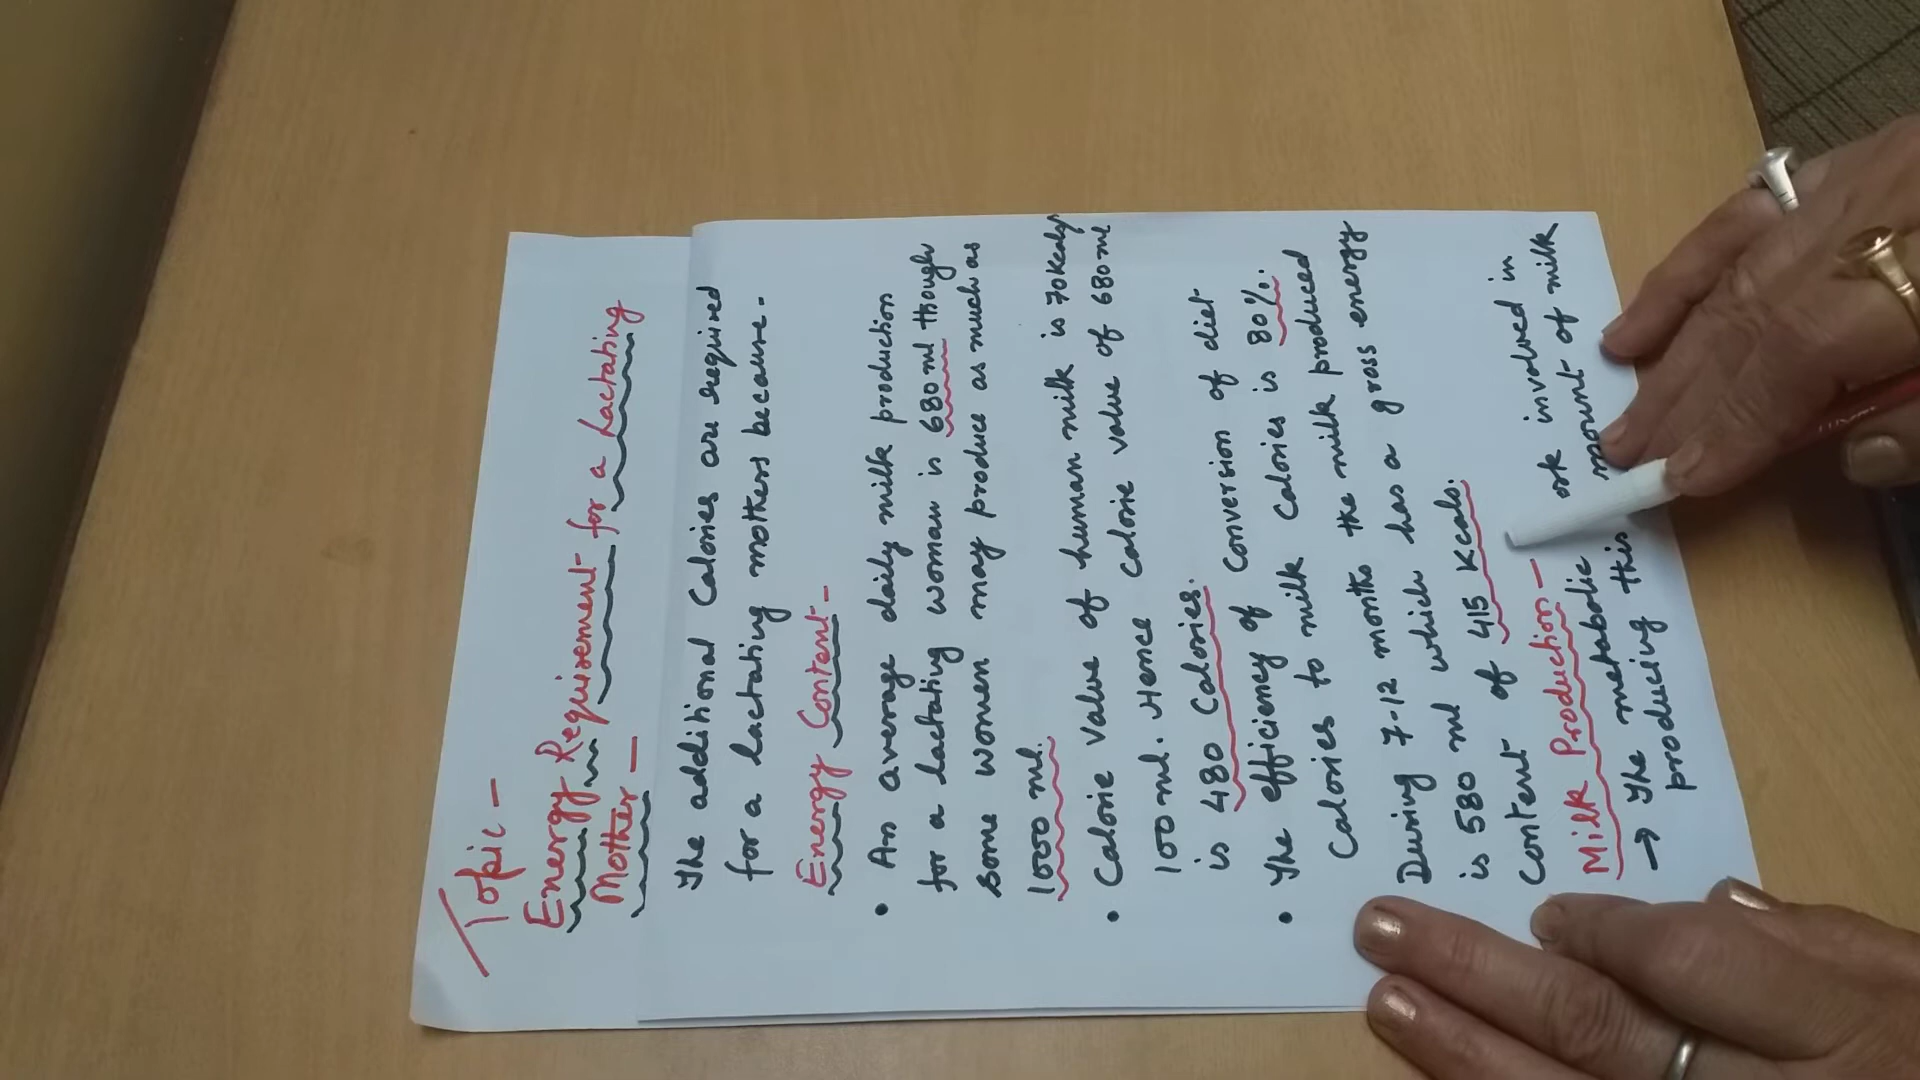 Topic -
Energy Requirement for a Lactating
Mother -
The additional Calories are required
for a Lactating mothers because -
Energy Content -
• An average daily milk production
for a Lactating woman is 680 ml though
some women may produce as much as
1000 ml.
• Calorie Value of human milk is 70 Kcals/
100 ml. Hence Calorie value of 680 ml
is 480 Calories.
• The efficiency of Conversion of diet
Calories to milk Calories is 80%.
During 7-12 months the milk produced
is 580 ml which has a gross energy
Content of 415 Kcals.
Milk Production -
→ The metabolic involved in
producing this mount of milk